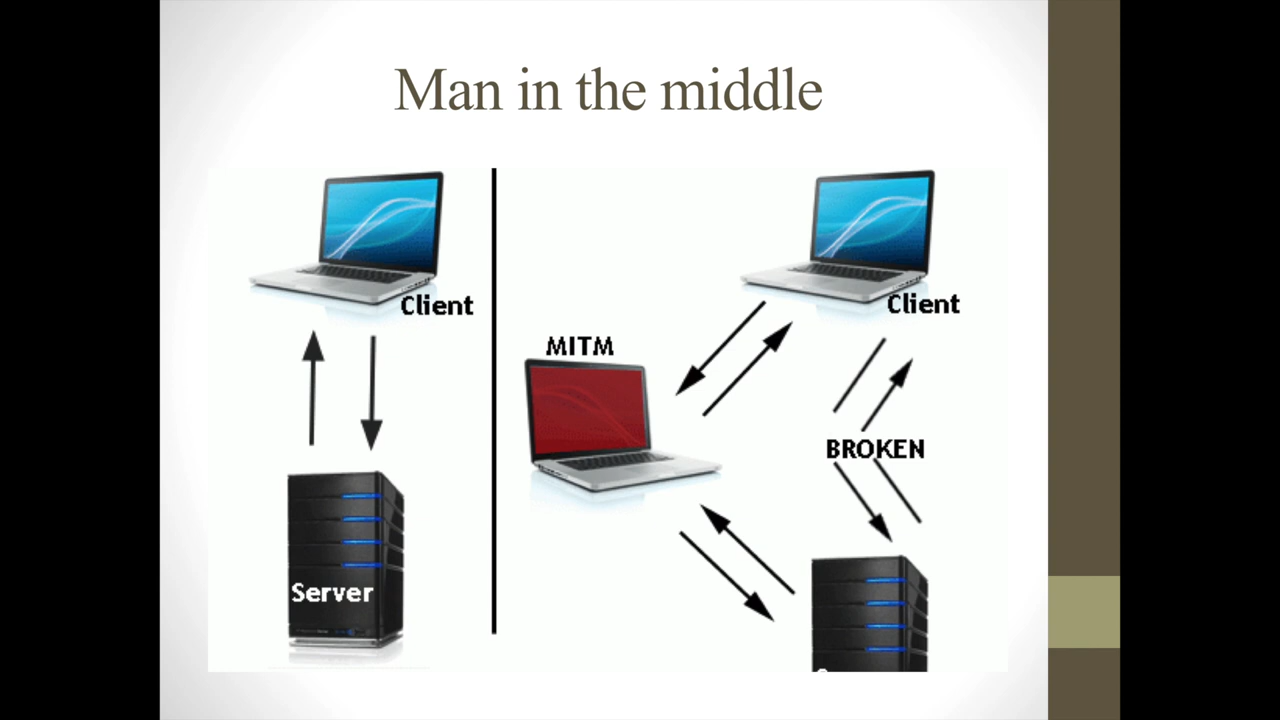 Man in the middle
Client
Server
MITM
Client
BROKEN